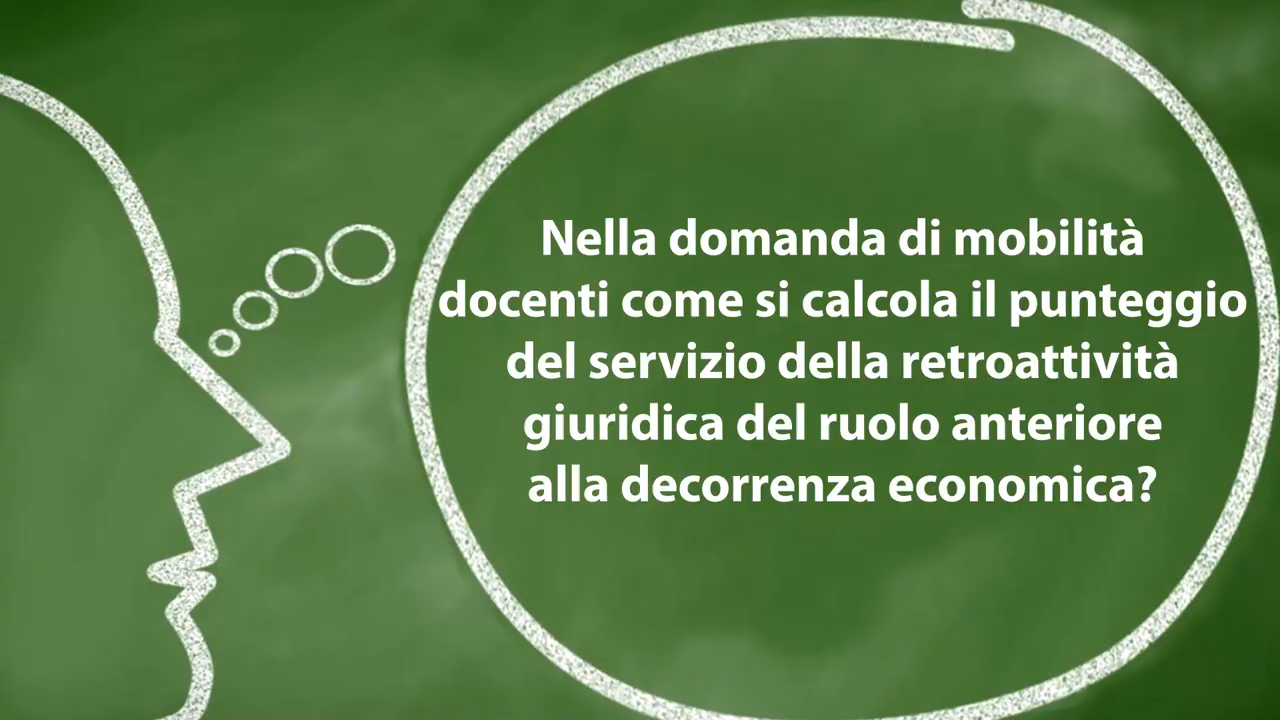 Nella domanda di mobilità
docenti come si calcola il punteggio
del servizio della retroattività
giuridica del ruolo anteriore
alla decorrenza economica?